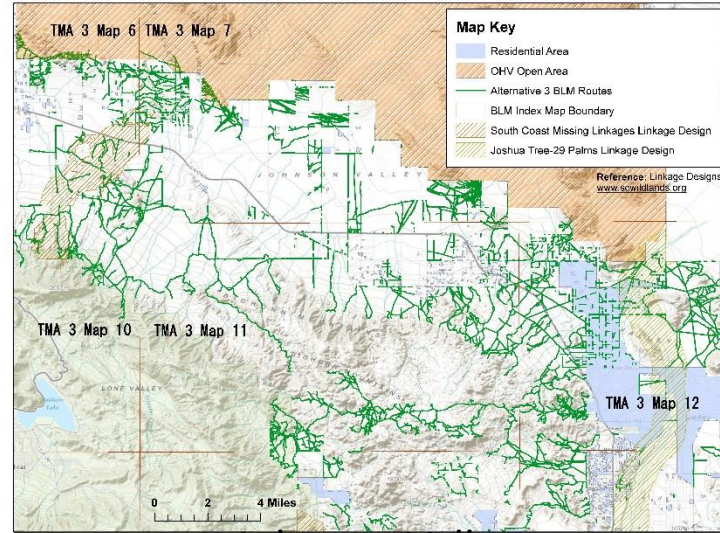 TMA 3 Map 6 TMA 3 Map 7
Map Key
Residential Area
OHV Open Area
Alternative 3 BLM Routes
BLM Index Map Boundary
South Coast Missing Linkages Linkage Design
Joshua Tree-29 Palms Linkage Design
Reference: Linkage Designs
www.scwildlands.org
JOHNSON VALLEY
TMA 3 Map 10 TMA 3 Map 11
LONE VALLEY
Lake
TMA 3 Map 12
0 2 4 Miles